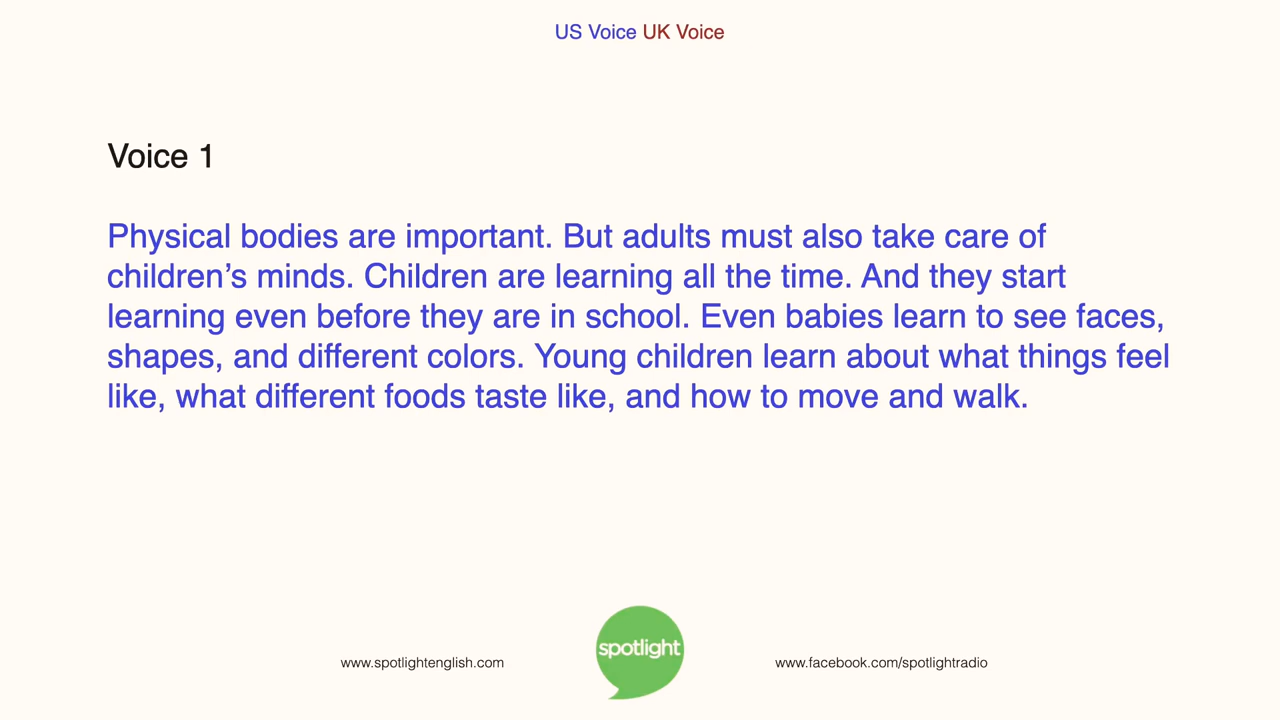 US Voice UK Voice
Voice 1
Physical bodies are important. But adults must also take care of
children’s minds. Children are learning all the time. And they start
learning even before they are in school. Even babies learn to see faces,
shapes, and different colors. Young children learn about what things feel
like, what different foods taste like, and how to move and walk.
www.spotlightenglish.com
spotlight
www.facebook.com/spotlightradio